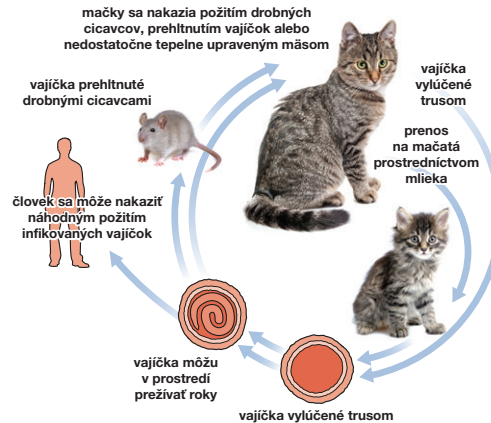 mačky sa nakazia požitím drobných
cicavcov, prehltnutím vajíčok alebo
nedostatočne tepelne upraveným mäsom
vajíčka
vylúčené
trusom
vajíčka prehltnuté
drobnými cicavcami
prenos
na mačatá
prostredníctvom
mlieka
človek sa môže nakaziť
náhodným požitím
infikovaných vajíčok
vajíčka môžu
v prostredí
prežívať roky
vajíčka vylúčené trusom